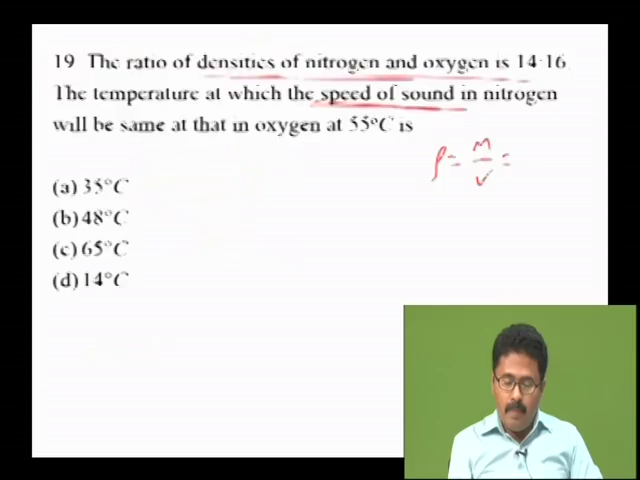 19 The ratio of densities of nitrogen and oxygen is 14:16
The temperature at which the speed of sound in nitrogen
will be same at that in oxygen at 55°C is
ρ = M/V =
(a) 35°C
(b) 48°C
(c) 65°C
(d) 14°C